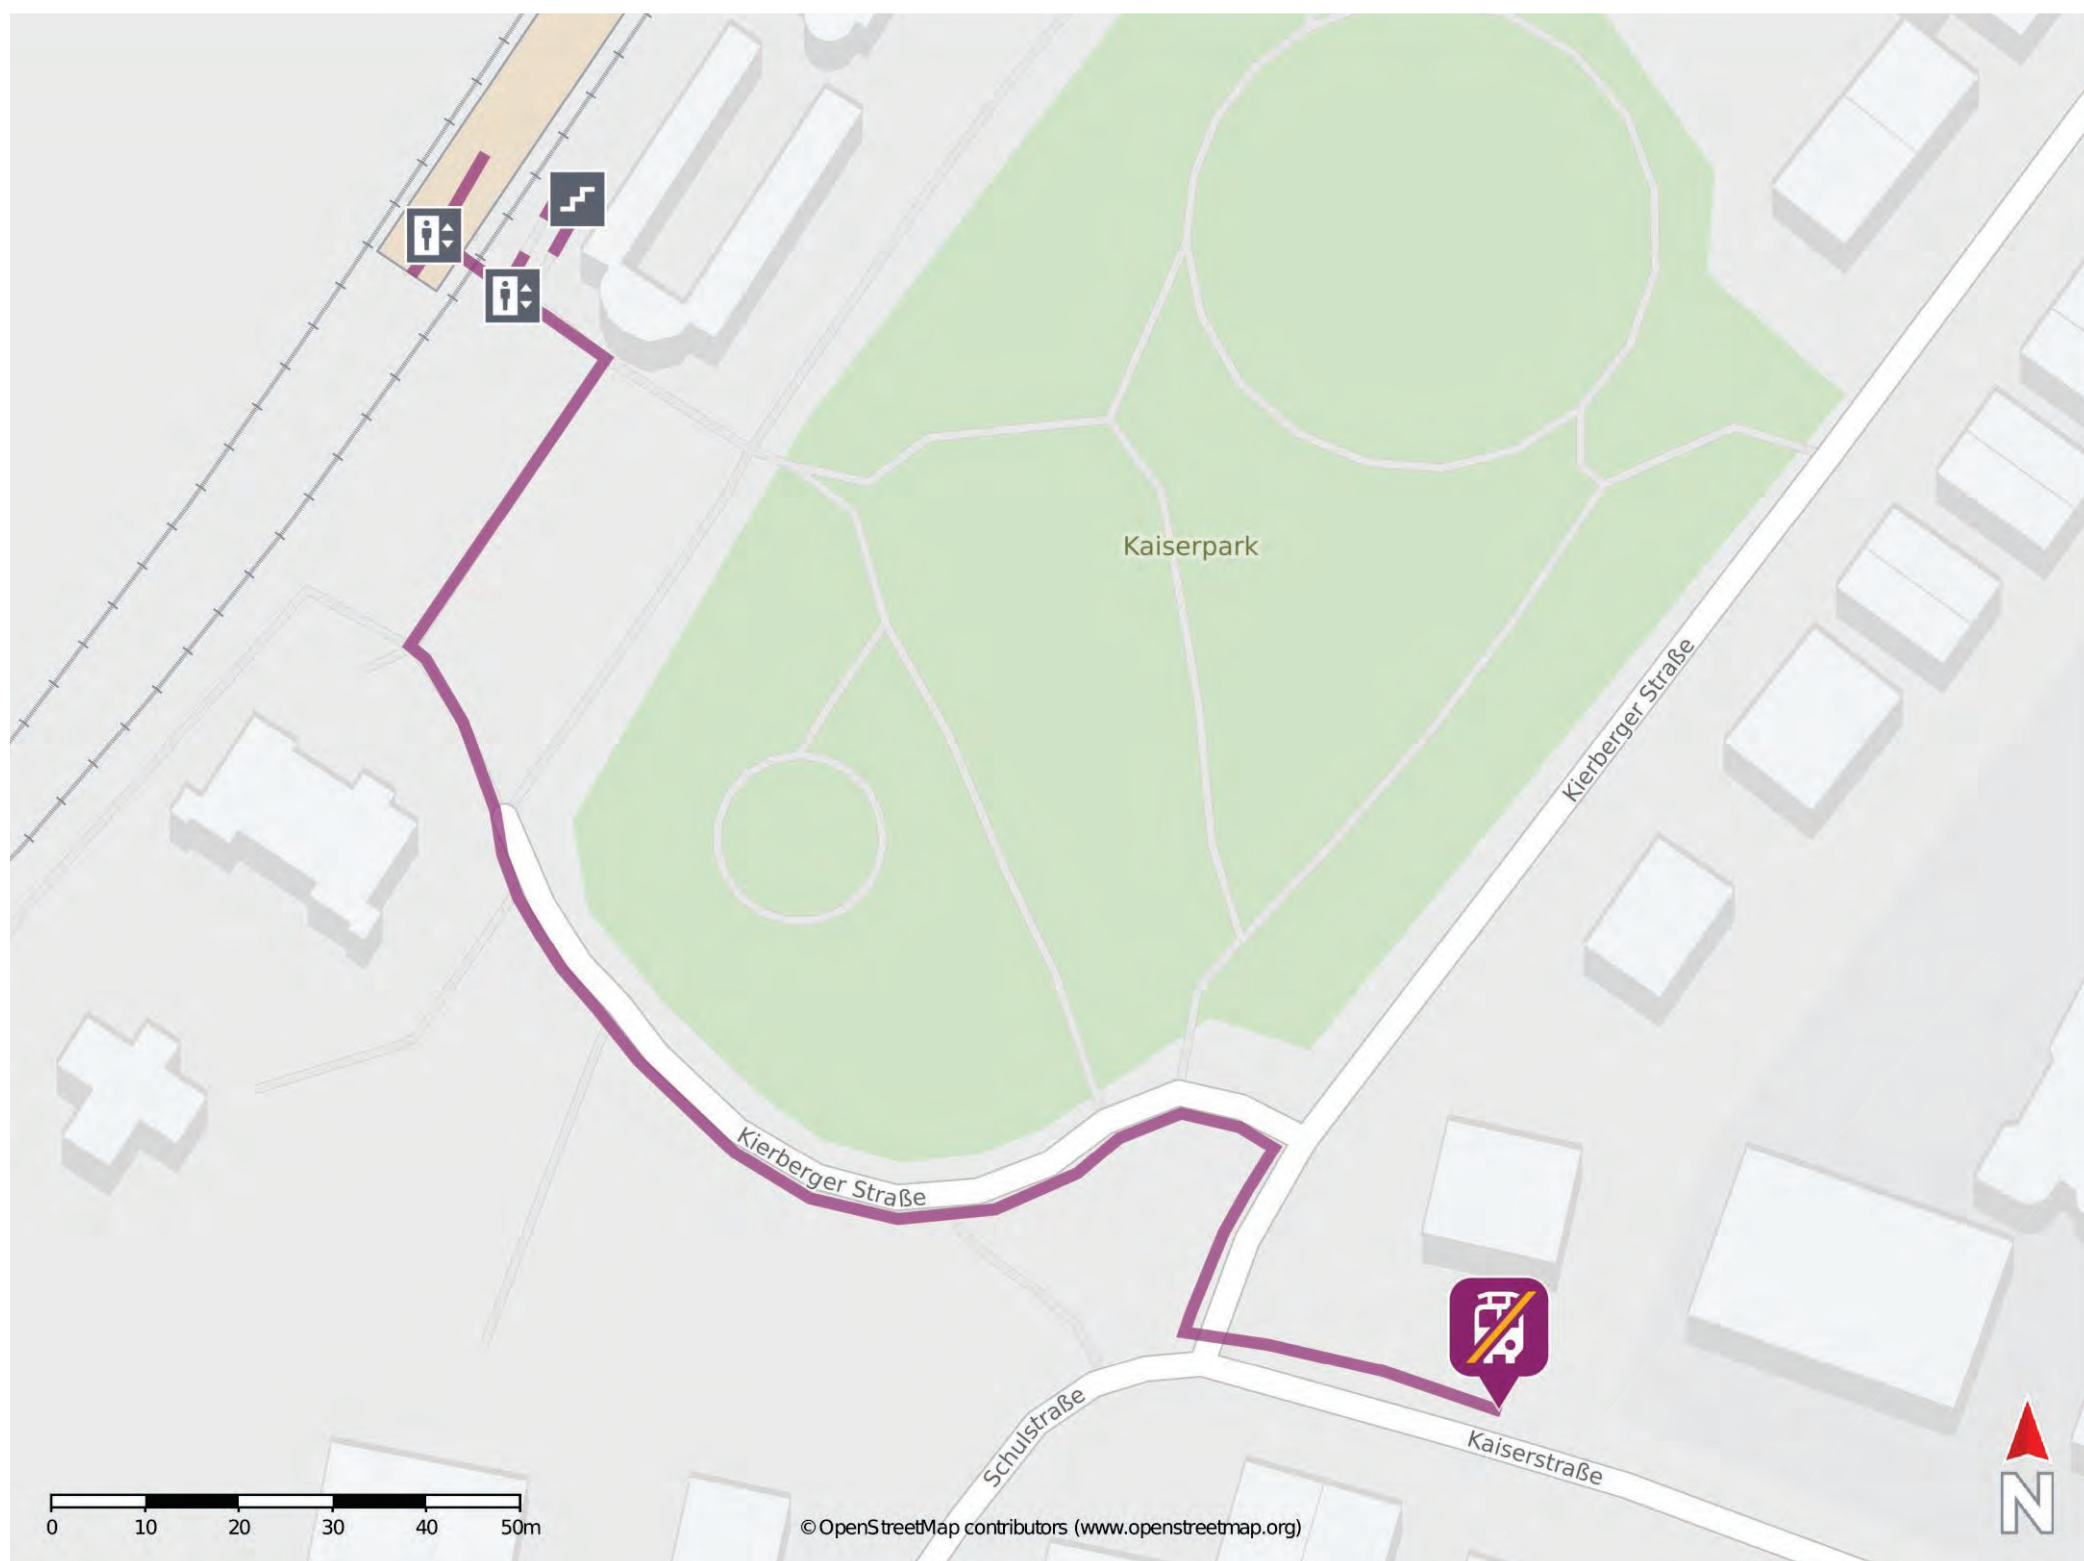 Kaiserpark
Kierberger Straße
Kierberger Straße
Schulstraße
Kaiserstraße
0 10 20 30 40 50m
© OpenStreetMap contributors (www.openstreetmap.org)
N